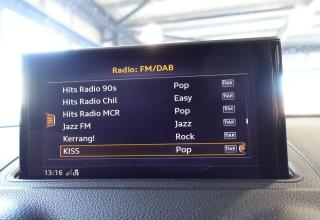 Radio: FM/DAB
Hits Radio 90s Pop DAB
Hits Radio Chil Easy DAB
Hits Radio MCR Pop DAB
Jazz FM Jazz DAB
Kerrang! Rock DAB
KISS Pop DAB
13:16